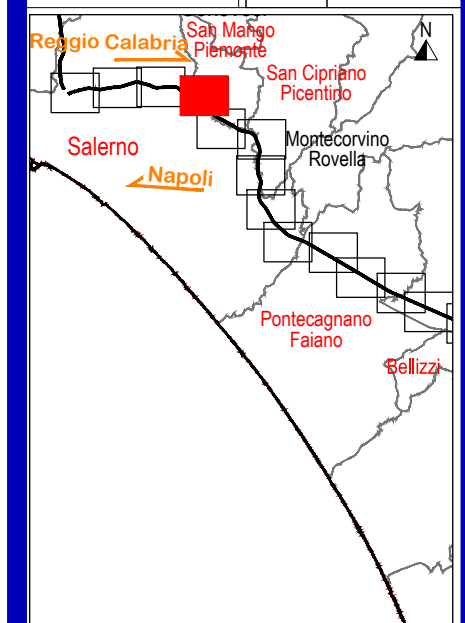 San Mango
Piemonte
Reggio Calabria
N
San Cipriano
Picentino
Montecorvino
Rovella
Salerno
Napoli
Pontecagnano
Faiano
Bellizzi